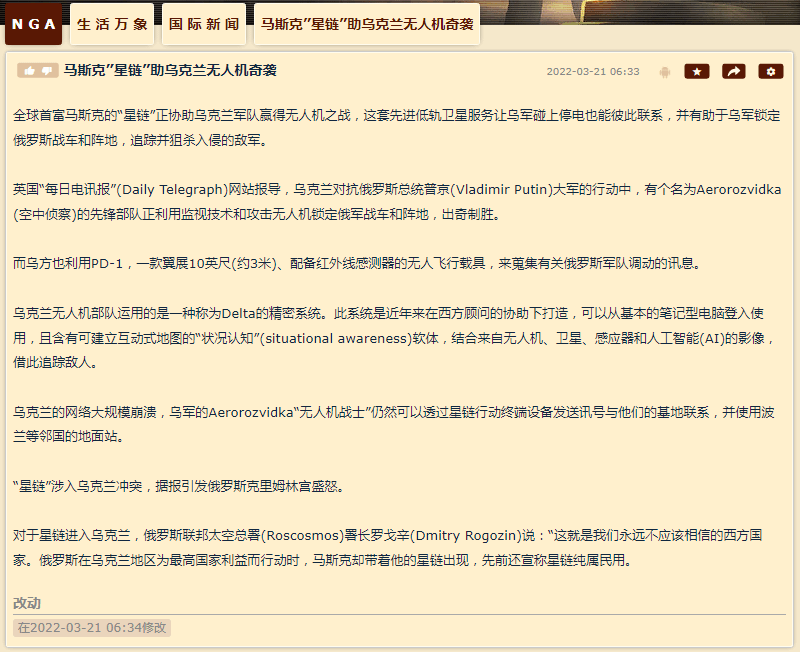 NGA 生活万象 国际新闻 马斯克”星链”助乌克兰无人机奇袭
马斯克”星链”助乌克兰无人机奇袭 2022-03-21 06:33
全球首富马斯克的“星链”正协助乌克兰军队赢得无人机之战，这套先进低轨卫星服务让乌军碰上停电也能彼此联系，并有助于乌军锁定
俄罗斯战车和阵地，追踪并狙杀入侵的敌军。
英国“每日电讯报”(Daily Telegraph)网站报导，乌克兰对抗俄罗斯总统普京(Vladimir Putin)大军的行动中，有个名为Aerorozvidka
(空中侦察)的先锋部队正利用监视技术和攻击无人机锁定俄军战车和阵地，出奇制胜。
而乌方也利用PD-1，一款翼展10英尺(约3米)、配备红外线感测器的无人飞行载具，来蒐集有关俄罗斯军队调动的讯息。
乌克兰无人机部队运用的是一种称为Delta的精密系统。此系统是近年来在西方顾问的协助下打造，可以从基本的笔记型电脑登入使
用，且含有可建立互动式地图的“状况认知”(situational awareness)软体，结合来自无人机、卫星、感应器和人工智能(AI)的影像，
借此追踪敌人。
乌克兰的网络大规模崩溃，乌军的Aerorozvidka“无人机战士”仍然可以透过星链行动终端设备发送讯号与他们的基地联系，并使用波
兰等邻国的地面站。
“星链”涉入乌克兰冲突，据报引发俄罗斯克里姆林宫盛怒。
对于星链进入乌克兰，俄罗斯联邦太空总署(Roscosmos)署长罗戈辛(Dmitry Rogozin)说：“这就是我们永远不应该相信的西方国
家。俄罗斯在乌克兰地区为最高国家利益而行动时，马斯克却带着他的星链出现，先前还宣称星链纯属民用。
改动
在2022-03-21 06:34修改